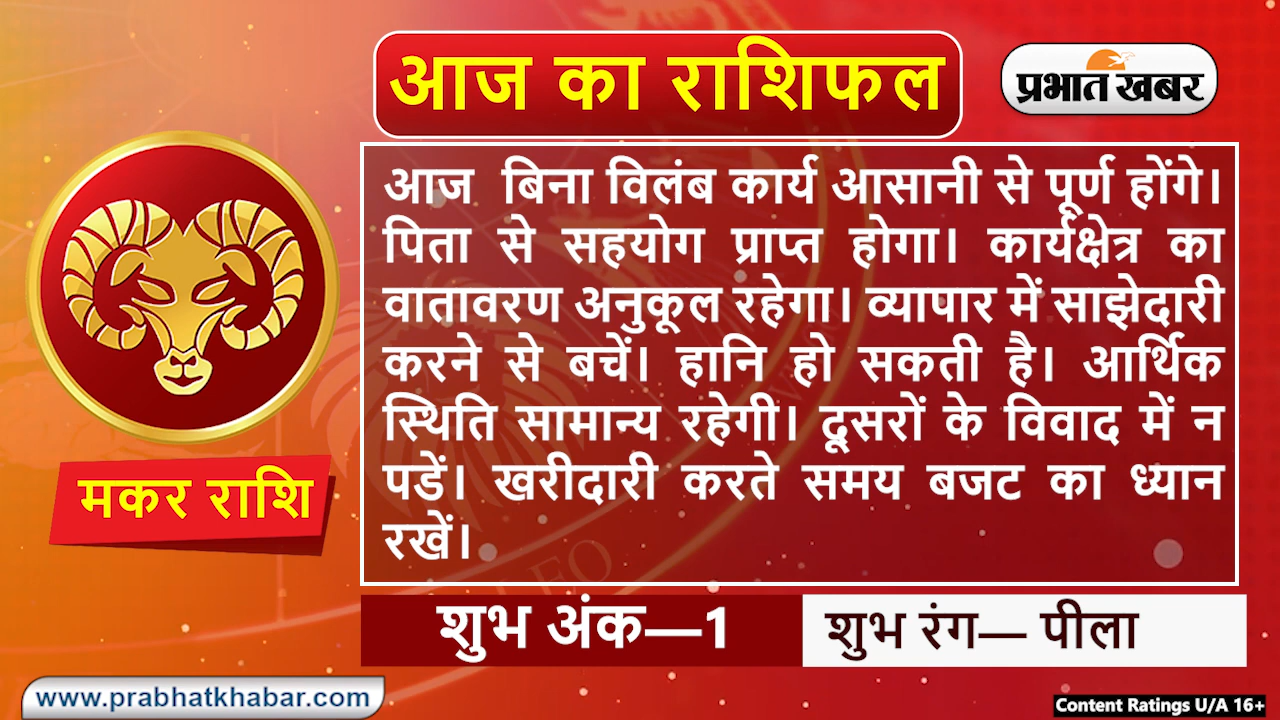 आज का राशिफल
प्रभात खबर
आज बिना विलंब कार्य आसानी से पूर्ण होंगे।
पिता से सहयोग प्राप्त होगा। कार्यक्षेत्र का
वातावरण अनुकूल रहेगा। व्यापार में साझेदारी
करने से बचें। हानि हो सकती है। आर्थिक
स्थिति सामान्य रहेगी। दूसरों के विवाद में न
पडें। खरीदारी करते समय बजट का ध्यान
रखें।
मकर राशि
LEO
शुभ अंक—1
शुभ रंग— पीला
www.prabhatkhabar.com
Content Ratings U/A 16+